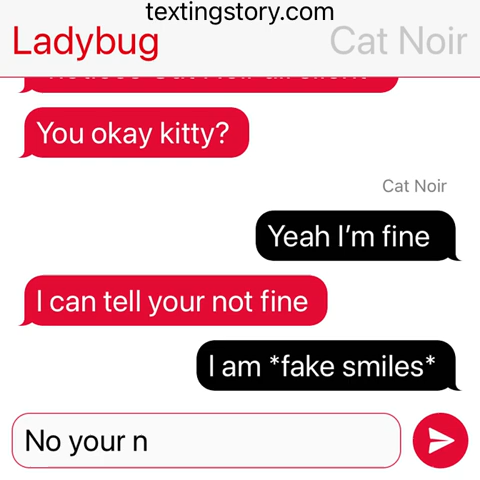 textingstory.com
Ladybug
Cat Noir
You okay kitty?
Cat Noir
Yeah I'm fine
I can tell your not fine
I am *fake smiles*
No your n